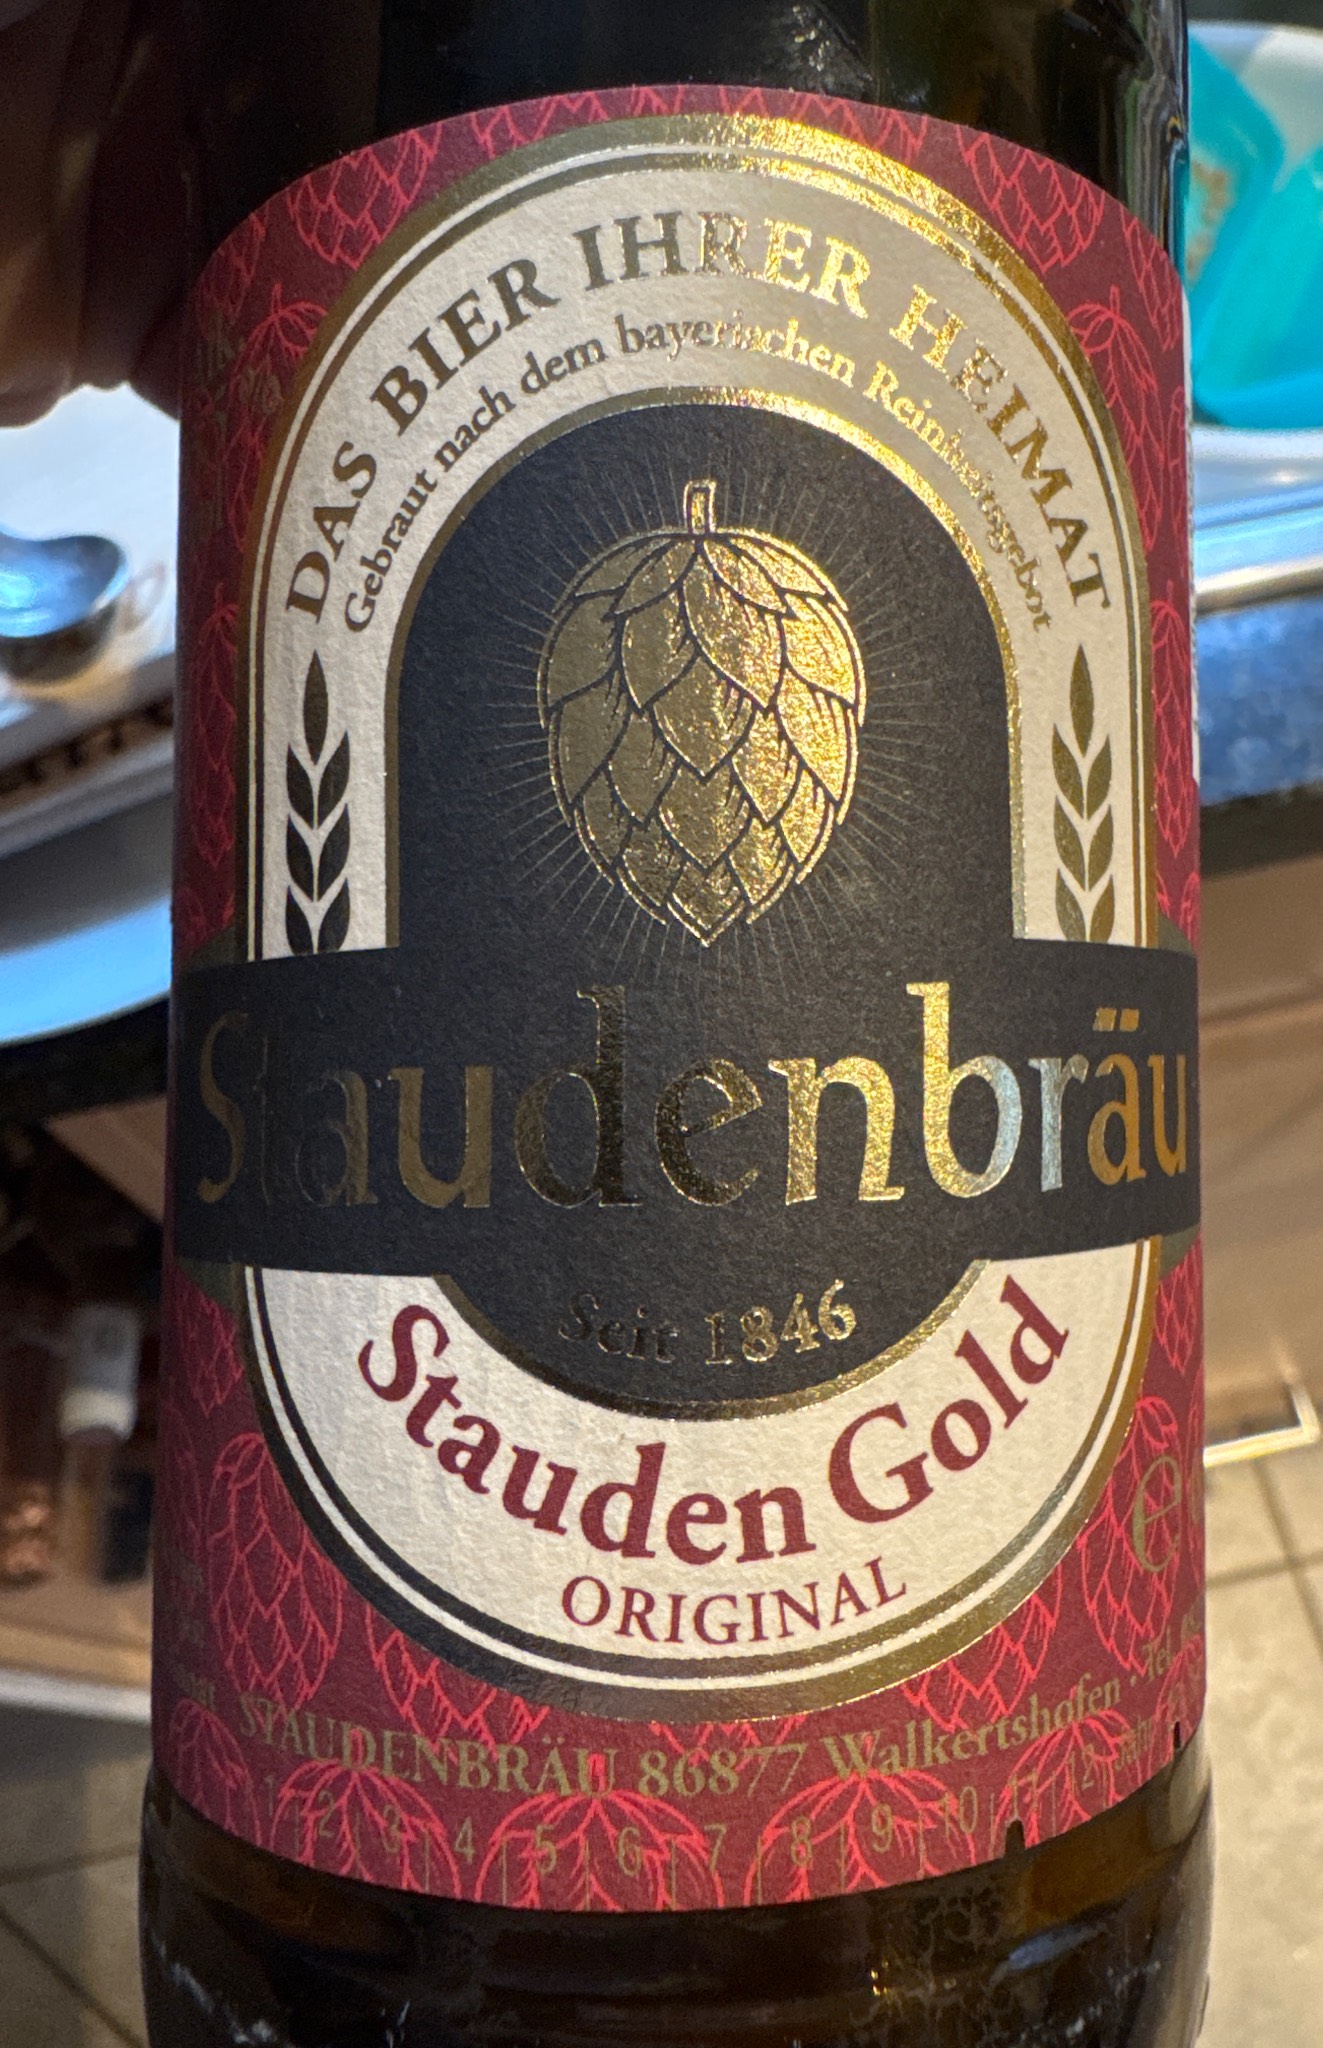 DAS BIER IHRER HEIMAT
Gebraut nach dem bayerischen Reinheitsgebot
Staudenbräu
Seit 1846
Stauden Gold
ORIGINAL
e
STAUDENBRÄU 86877 Walkertshofen · Tel.
1 2 3 4 5 6 7 8 9 10 11 12